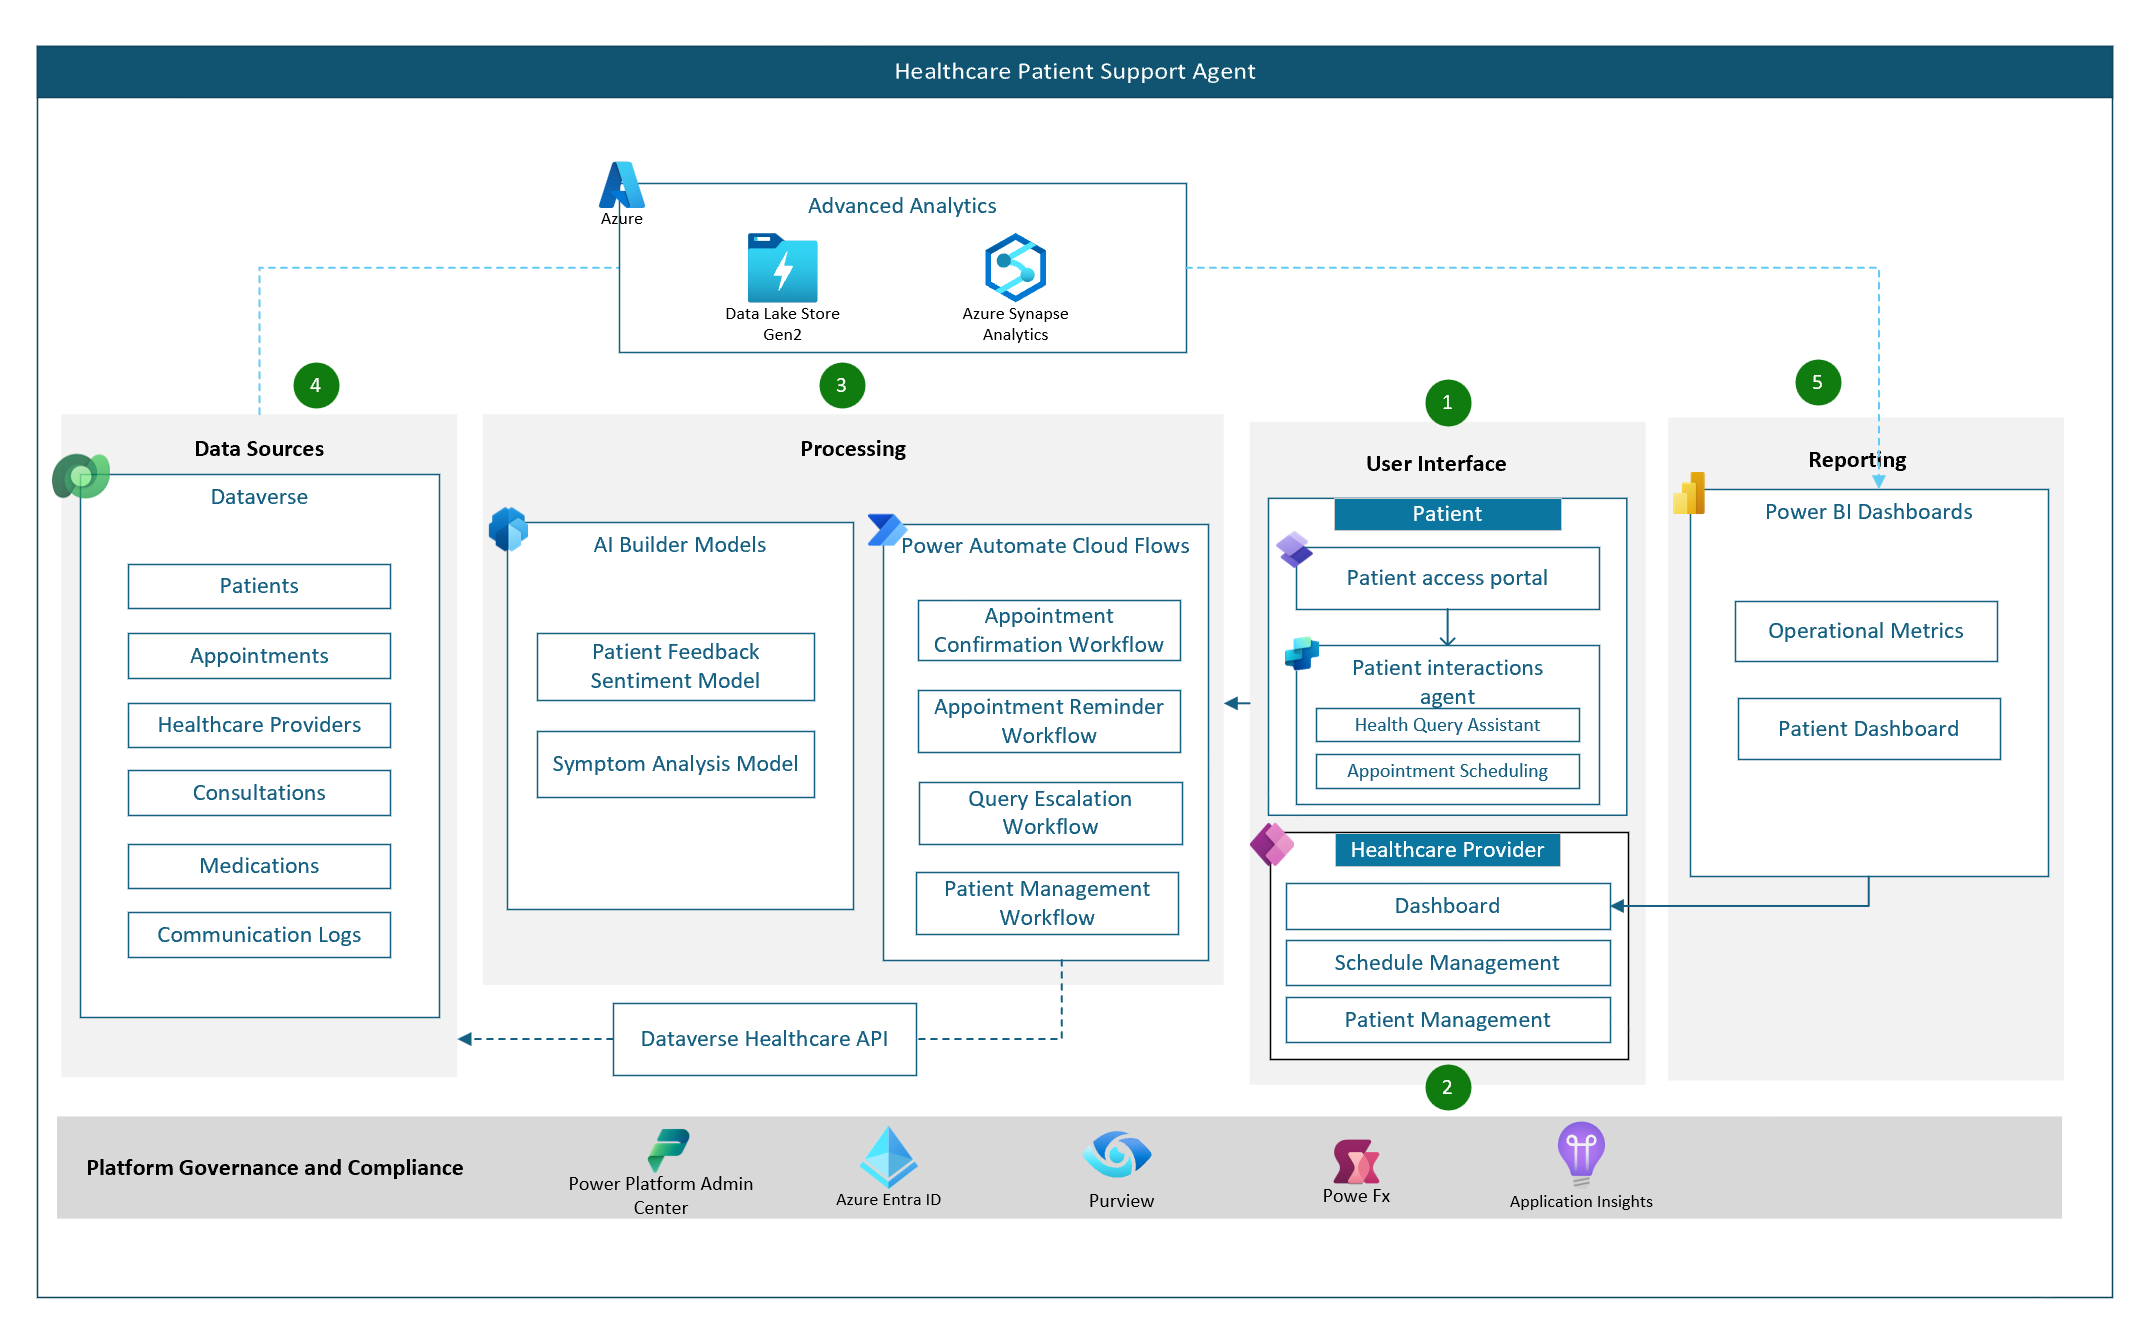 Healthcare Patient Support Agent
Azure
Advanced Analytics
Data Lake Store
Gen2
Azure Synapse
Analytics
4
3
1
5
Data Sources
Dataverse
Patients
Appointments
Healthcare Providers
Consultations
Medications
Communication Logs
Processing
AI Builder Models
Patient Feedback
Sentiment Model
Symptom Analysis Model
Power Automate Cloud Flows
Appointment
Confirmation Workflow
Appointment Reminder
Workflow
Query Escalation
Workflow
Patient Management
Workflow
Dataverse Healthcare API
User Interface
Patient
Patient access portal
Patient interactions
agent
Health Query Assistant
Appointment Scheduling
Healthcare Provider
Dashboard
Schedule Management
Patient Management
2
Reporting
Power BI Dashboards
Operational Metrics
Patient Dashboard
Platform Governance and Compliance
Power Platform Admin
Center
Azure Entra ID
Purview
Powe Fx
Application Insights